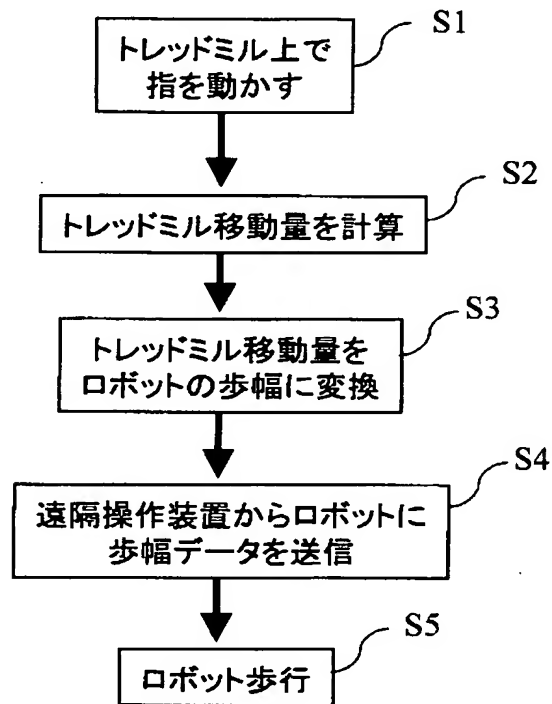 S1
トレッドミル上で
指を動かす
S2
トレッドミル移動量を計算
S3
トレッドミル移動量を
ロボットの歩幅に変換
S4
遠隔操作装置からロボットに
歩幅データを送信
S5
ロボット歩行